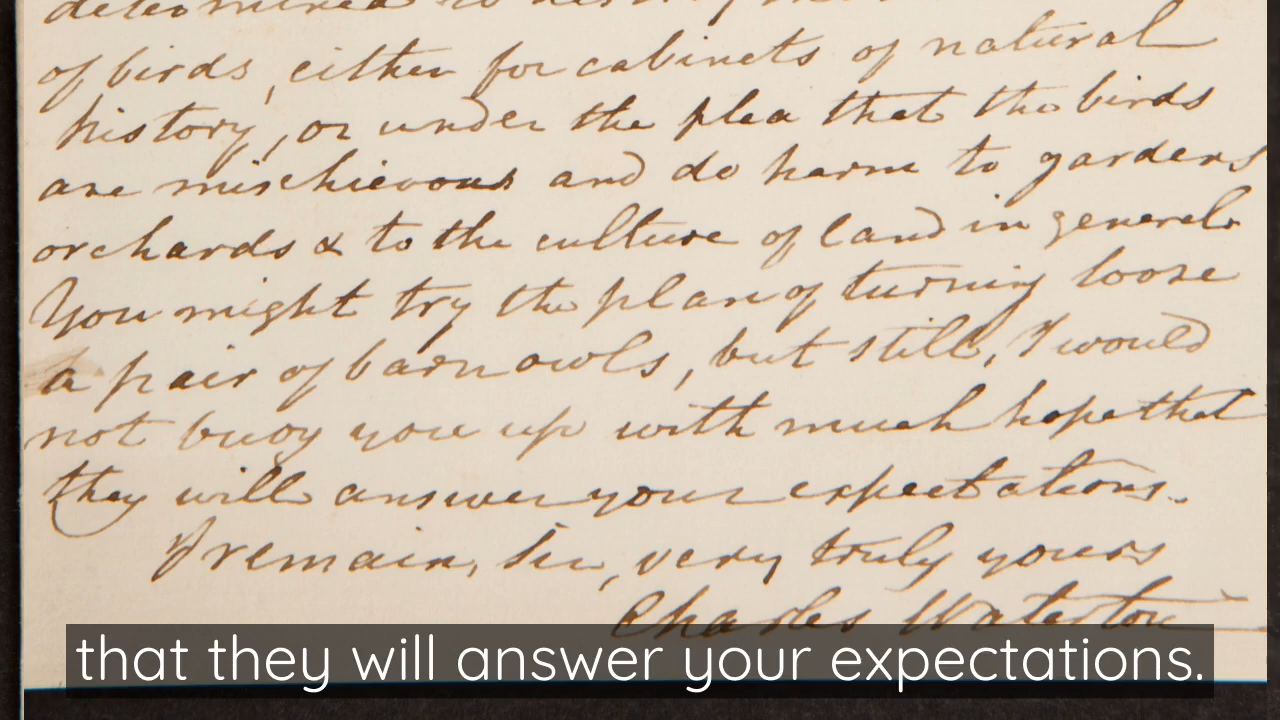 of birds, either for cabinets of natural
history, or under the plea that the birds
are mischievous and do harm to gardens
orchards & to the culture of land in general.
You might try the plan of turning loose
a pair of barn owls, but still, I would
not buoy you up with much hope that
they will answer your expectations.
I remain, Sir, very truly yours
Charles Waterton
that they will answer your expectations.